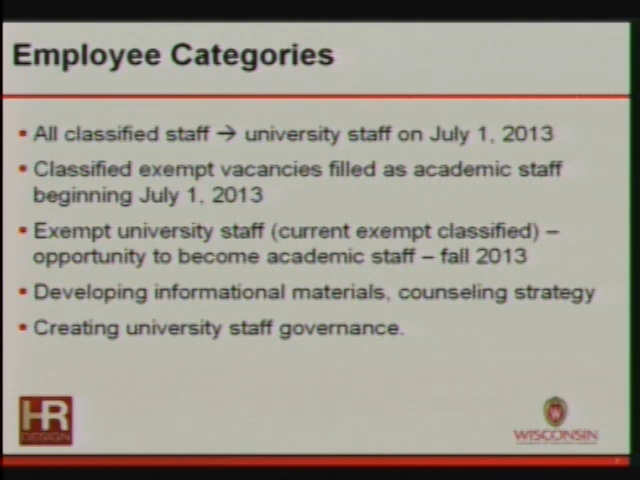 Employee Categories
• All classified staff → university staff on July 1, 2013
• Classified exempt vacancies filled as academic staff
beginning July 1, 2013
• Exempt university staff (current exempt classified) –
opportunity to become academic staff – fall 2013
• Developing informational materials, counseling strategy
• Creating university staff governance.
HR
DESIGN
W
WISCONSIN